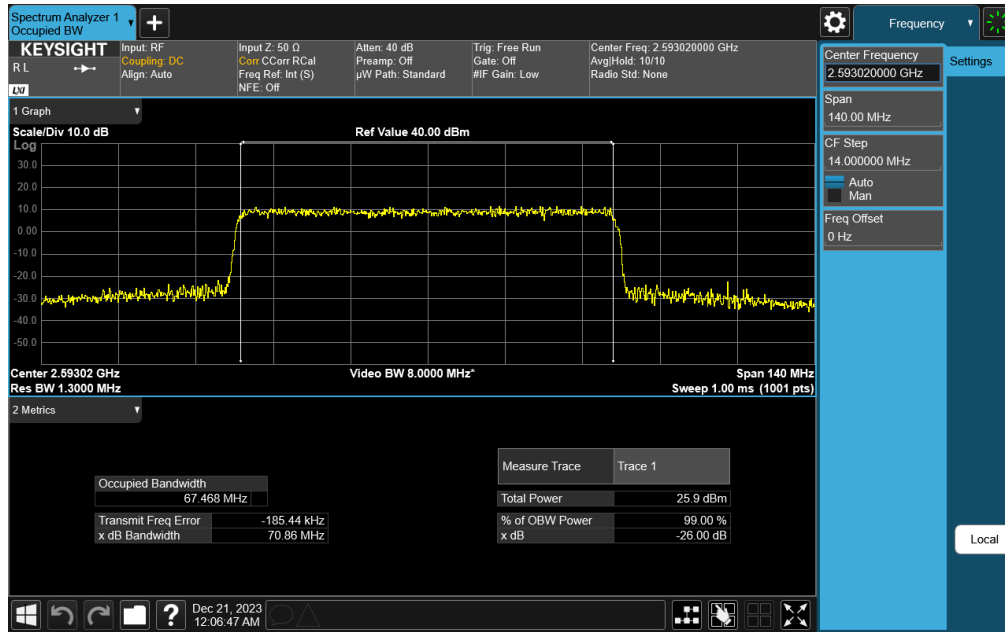 Spectrum Analyzer 1
Occupied BW
Frequency
KEYSIGHT
R L
LXI
Input: RF
Coupling: DC
Align: Auto
Input Z: 50 Ω
Corr CCorr RCal
Freq Ref: Int (S)
NFE: Off
Atten: 40 dB
Preamp: Off
µW Path: Standard
Trig: Free Run
Gate: Off
#IF Gain: Low
Center Freq: 2.593020000 GHz
Avg|Hold: 10/10
Radio Std: None
Center Frequency
2.593020000 GHz
Settings
Span
140.00 MHz
CF Step
14.000000 MHz
Auto
Man
Freq Offset
0 Hz
Local
1 Graph
Scale/Div 10.0 dB
Ref Value 40.00 dBm
Log
30.0
20.0
10.0
0.00
-10.0
-20.0
-30.0
-40.0
-50.0
Center 2.59302 GHz
Video BW 8.0000 MHz*
Span 140 MHz
Res BW 1.3000 MHz
Sweep 1.00 ms (1001 pts)
2 Metrics
Measure Trace
Trace 1
Occupied Bandwidth
67.468 MHz
Total Power
25.9 dBm
Transmit Freq Error
-185.44 kHz
% of OBW Power
99.00 %
x dB Bandwidth
70.86 MHz
x dB
-26.00 dB
?
Dec 21, 2023
12:06:47 AM